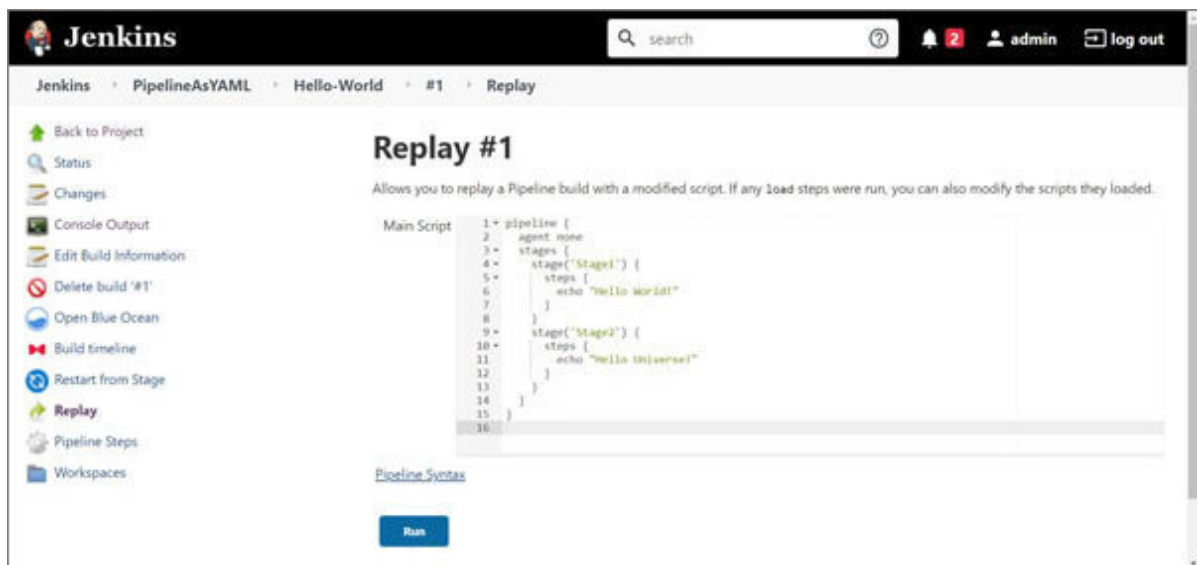 Jenkins
search
2
admin
log out
Jenkins PipelineAsYAML Hello-World #1 Replay
Back to Project
Status
Changes
Console Output
Edit Build Information
Delete build '#1'
Open Blue Ocean
Build timeline
Restart from Stage
Replay
Pipeline Steps
Workspaces
Replay #1
Allows you to replay a Pipeline build with a modified script. If any load steps were run, you can also modify the scripts they loaded.
Main Script
1 pipeline {
2 agent none
3 stages {
4 stage('Stage1') {
5 steps {
6 echo "Hello World!"
7 }
8 }
9 stage('Stage2') {
10 steps {
11 echo "Hello Universe!"
12 }
13 }
14 }
15 }
16
Pipeline Syntax
Run